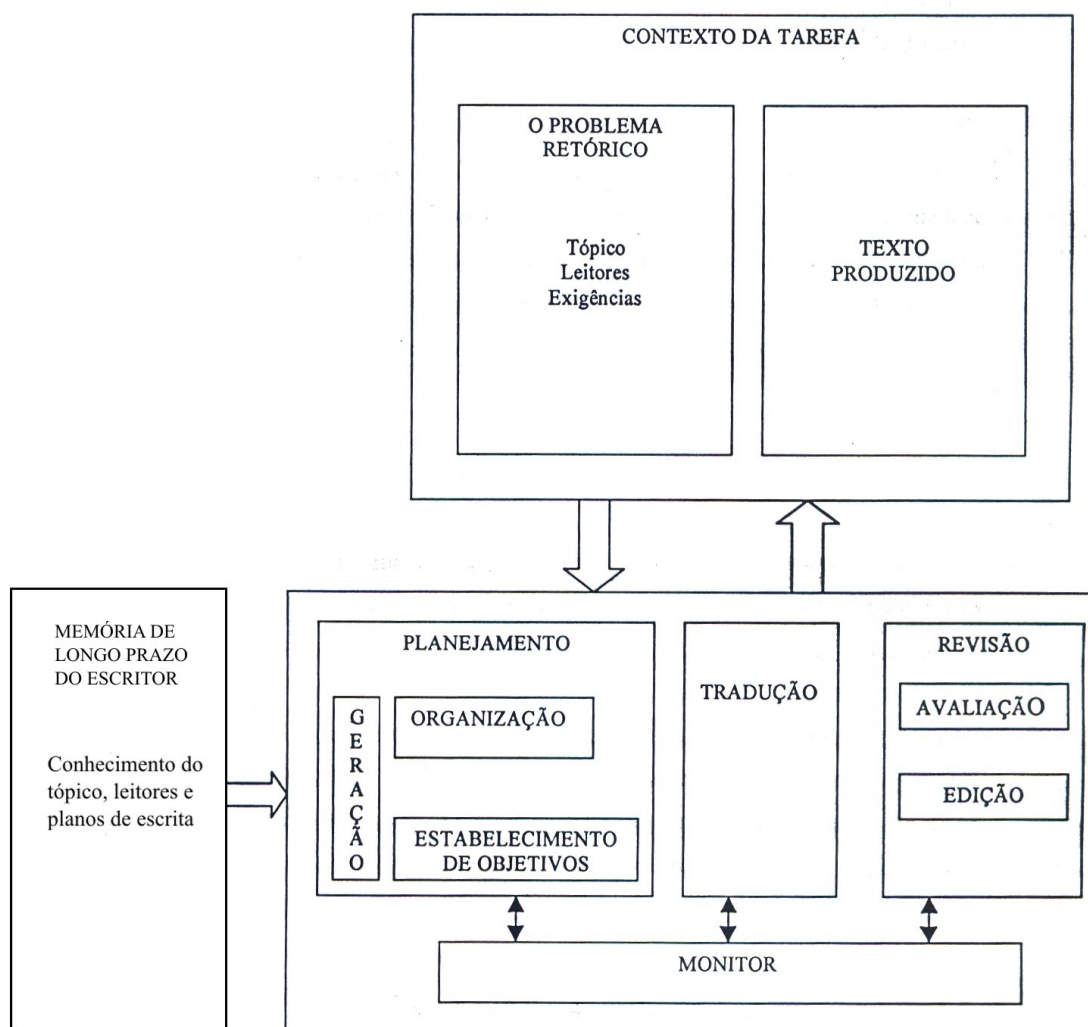 CONTEXTO DA TAREFA
O PROBLEMA
RETÓRICO
Tópico
Leitores
Exigências
TEXTO
PRODUZIDO
MEMÓRIA DE
LONGO PRAZO
DO ESCRITOR
Conhecimento do
tópico, leitores e
planos de escrita
PLANEJAMENTO
GERAÇÃO
ORGANIZAÇÃO
ESTABELECIMENTO
DE OBJETIVOS
TRADUÇÃO
REVISÃO
AVALIAÇÃO
EDIÇÃO
MONITOR